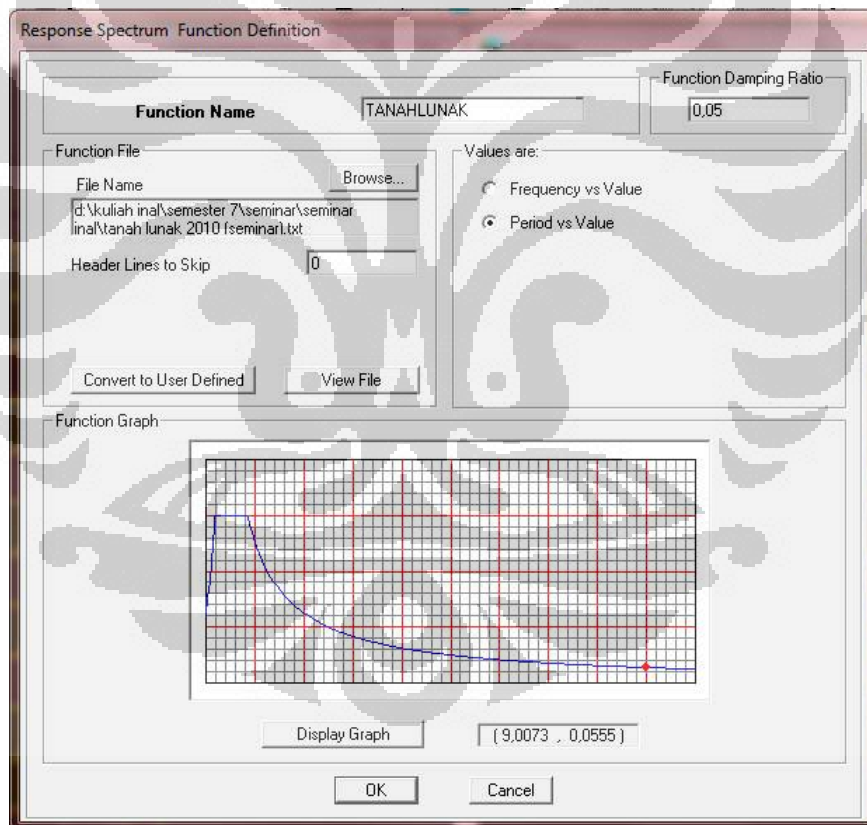 Response Spectrum Function Definition
Function Damping Ratio
Function Name TANAHLUNAK 0,05
Function File
Values are:
File Name Browse...
Frequency vs Value
d:\kuliah inal\semester 7\seminar\seminar
inal\tanah lunak 2010 (seminar).txt
Period vs Value
Header Lines to Skip 0
Convert to User Defined View File
Function Graph
Display Graph ( 9,0073 , 0,0555 )
OK Cancel